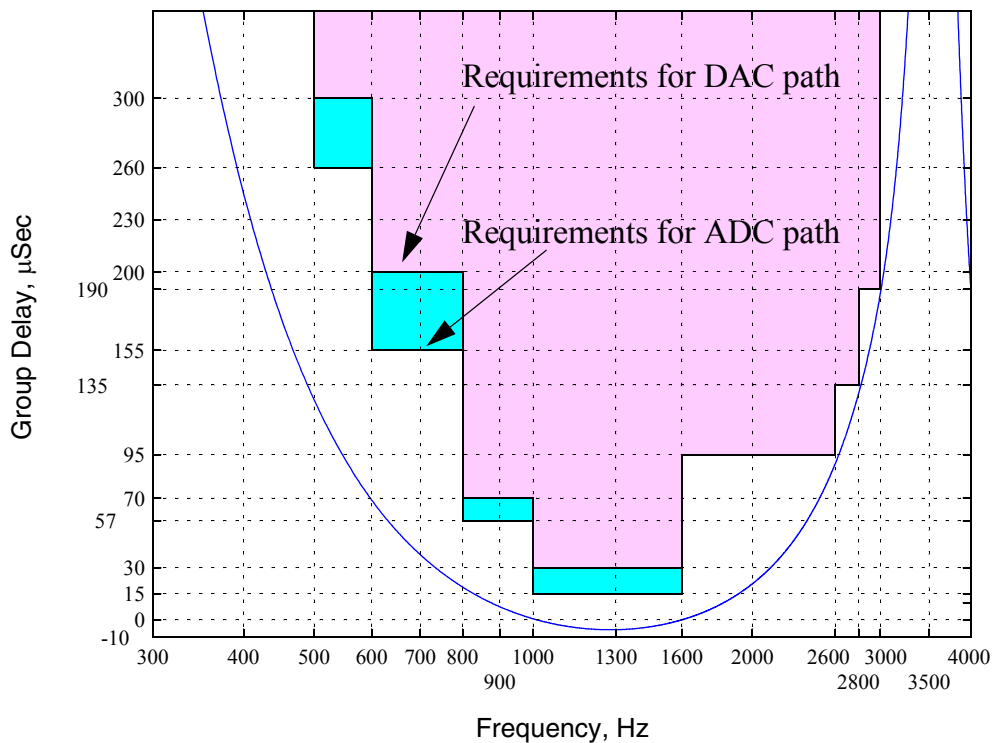 Requirements for DAC path
Requirements for ADC path
Group Delay, μSec
300
260
230
200
190
155
135
95
70
57
30
15
0
-10
300 400 500 600 700 800 1000 1300 1600 2000 2600 3000 4000
900 2800 3500
Frequency, Hz